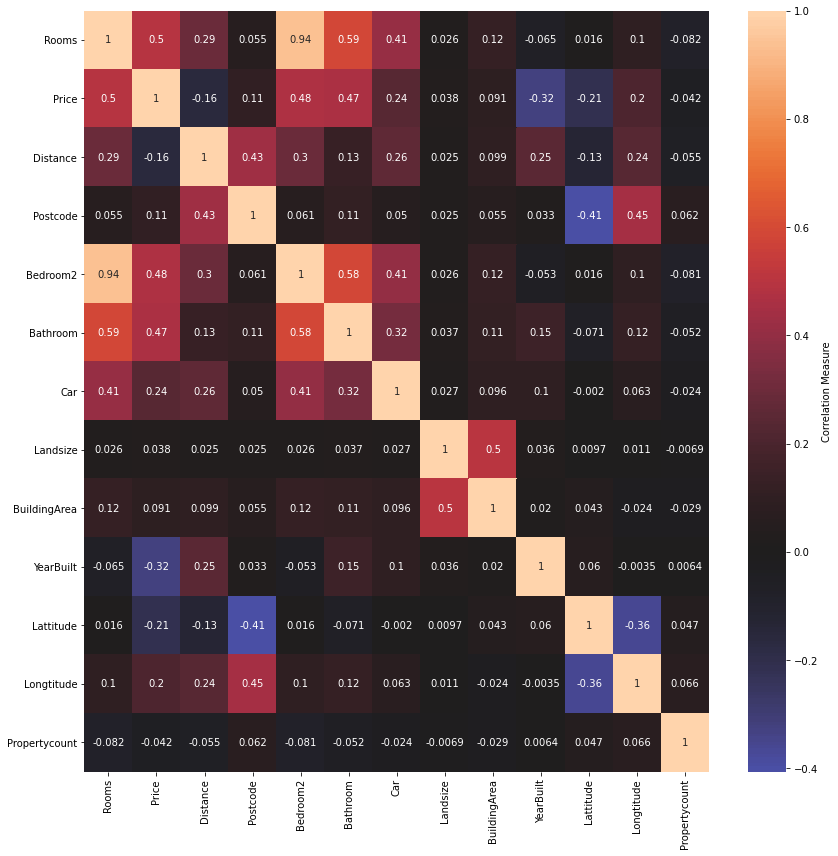 Rooms 1 0.5 0.29 0.055 0.94 0.59 0.41 0.026 0.12 -0.065 0.016 0.1 -0.082
Price 0.5 1 -0.16 0.11 0.48 0.47 0.24 0.038 0.091 -0.32 -0.21 0.2 -0.042
Distance 0.29 -0.16 1 0.43 0.3 0.13 0.26 0.025 0.099 0.25 -0.13 0.24 -0.055
Postcode 0.055 0.11 0.43 1 0.061 0.11 0.05 0.025 0.055 0.033 -0.41 0.45 0.062
Bedroom2 0.94 0.48 0.3 0.061 1 0.58 0.41 0.026 0.12 -0.053 0.016 0.1 -0.081
Bathroom 0.59 0.47 0.13 0.11 0.58 1 0.32 0.037 0.11 0.15 -0.071 0.12 -0.052
Car 0.41 0.24 0.26 0.05 0.41 0.32 1 0.027 0.096 0.1 -0.002 0.063 -0.024
Landsize 0.026 0.038 0.025 0.025 0.026 0.037 0.027 1 0.5 0.036 0.0097 0.011 -0.0069
BuildingArea 0.12 0.091 0.099 0.055 0.12 0.11 0.096 0.5 1 0.02 0.043 -0.024 -0.029
YearBuilt -0.065 -0.32 0.25 0.033 -0.053 0.15 0.1 0.036 0.02 1 0.06 -0.0035 0.0064
Lattitude 0.016 -0.21 -0.13 -0.41 0.016 -0.071 -0.002 0.0097 0.043 0.06 1 -0.36 0.047
Longtitude 0.1 0.2 0.24 0.45 0.1 0.12 0.063 0.011 -0.024 -0.0035 -0.36 1 0.066
Propertycount -0.082 -0.042 -0.055 0.062 -0.081 -0.052 -0.024 -0.0069 -0.029 0.0064 0.047 0.066 1
Rooms
Price
Distance
Postcode
Bedroom2
Bathroom
Car
Landsize
BuildingArea
YearBuilt
Lattitude
Longtitude
Propertycount
1.0
0.8
0.6
0.4
0.2
0.0
−0.2
−0.4
Correlation Measure